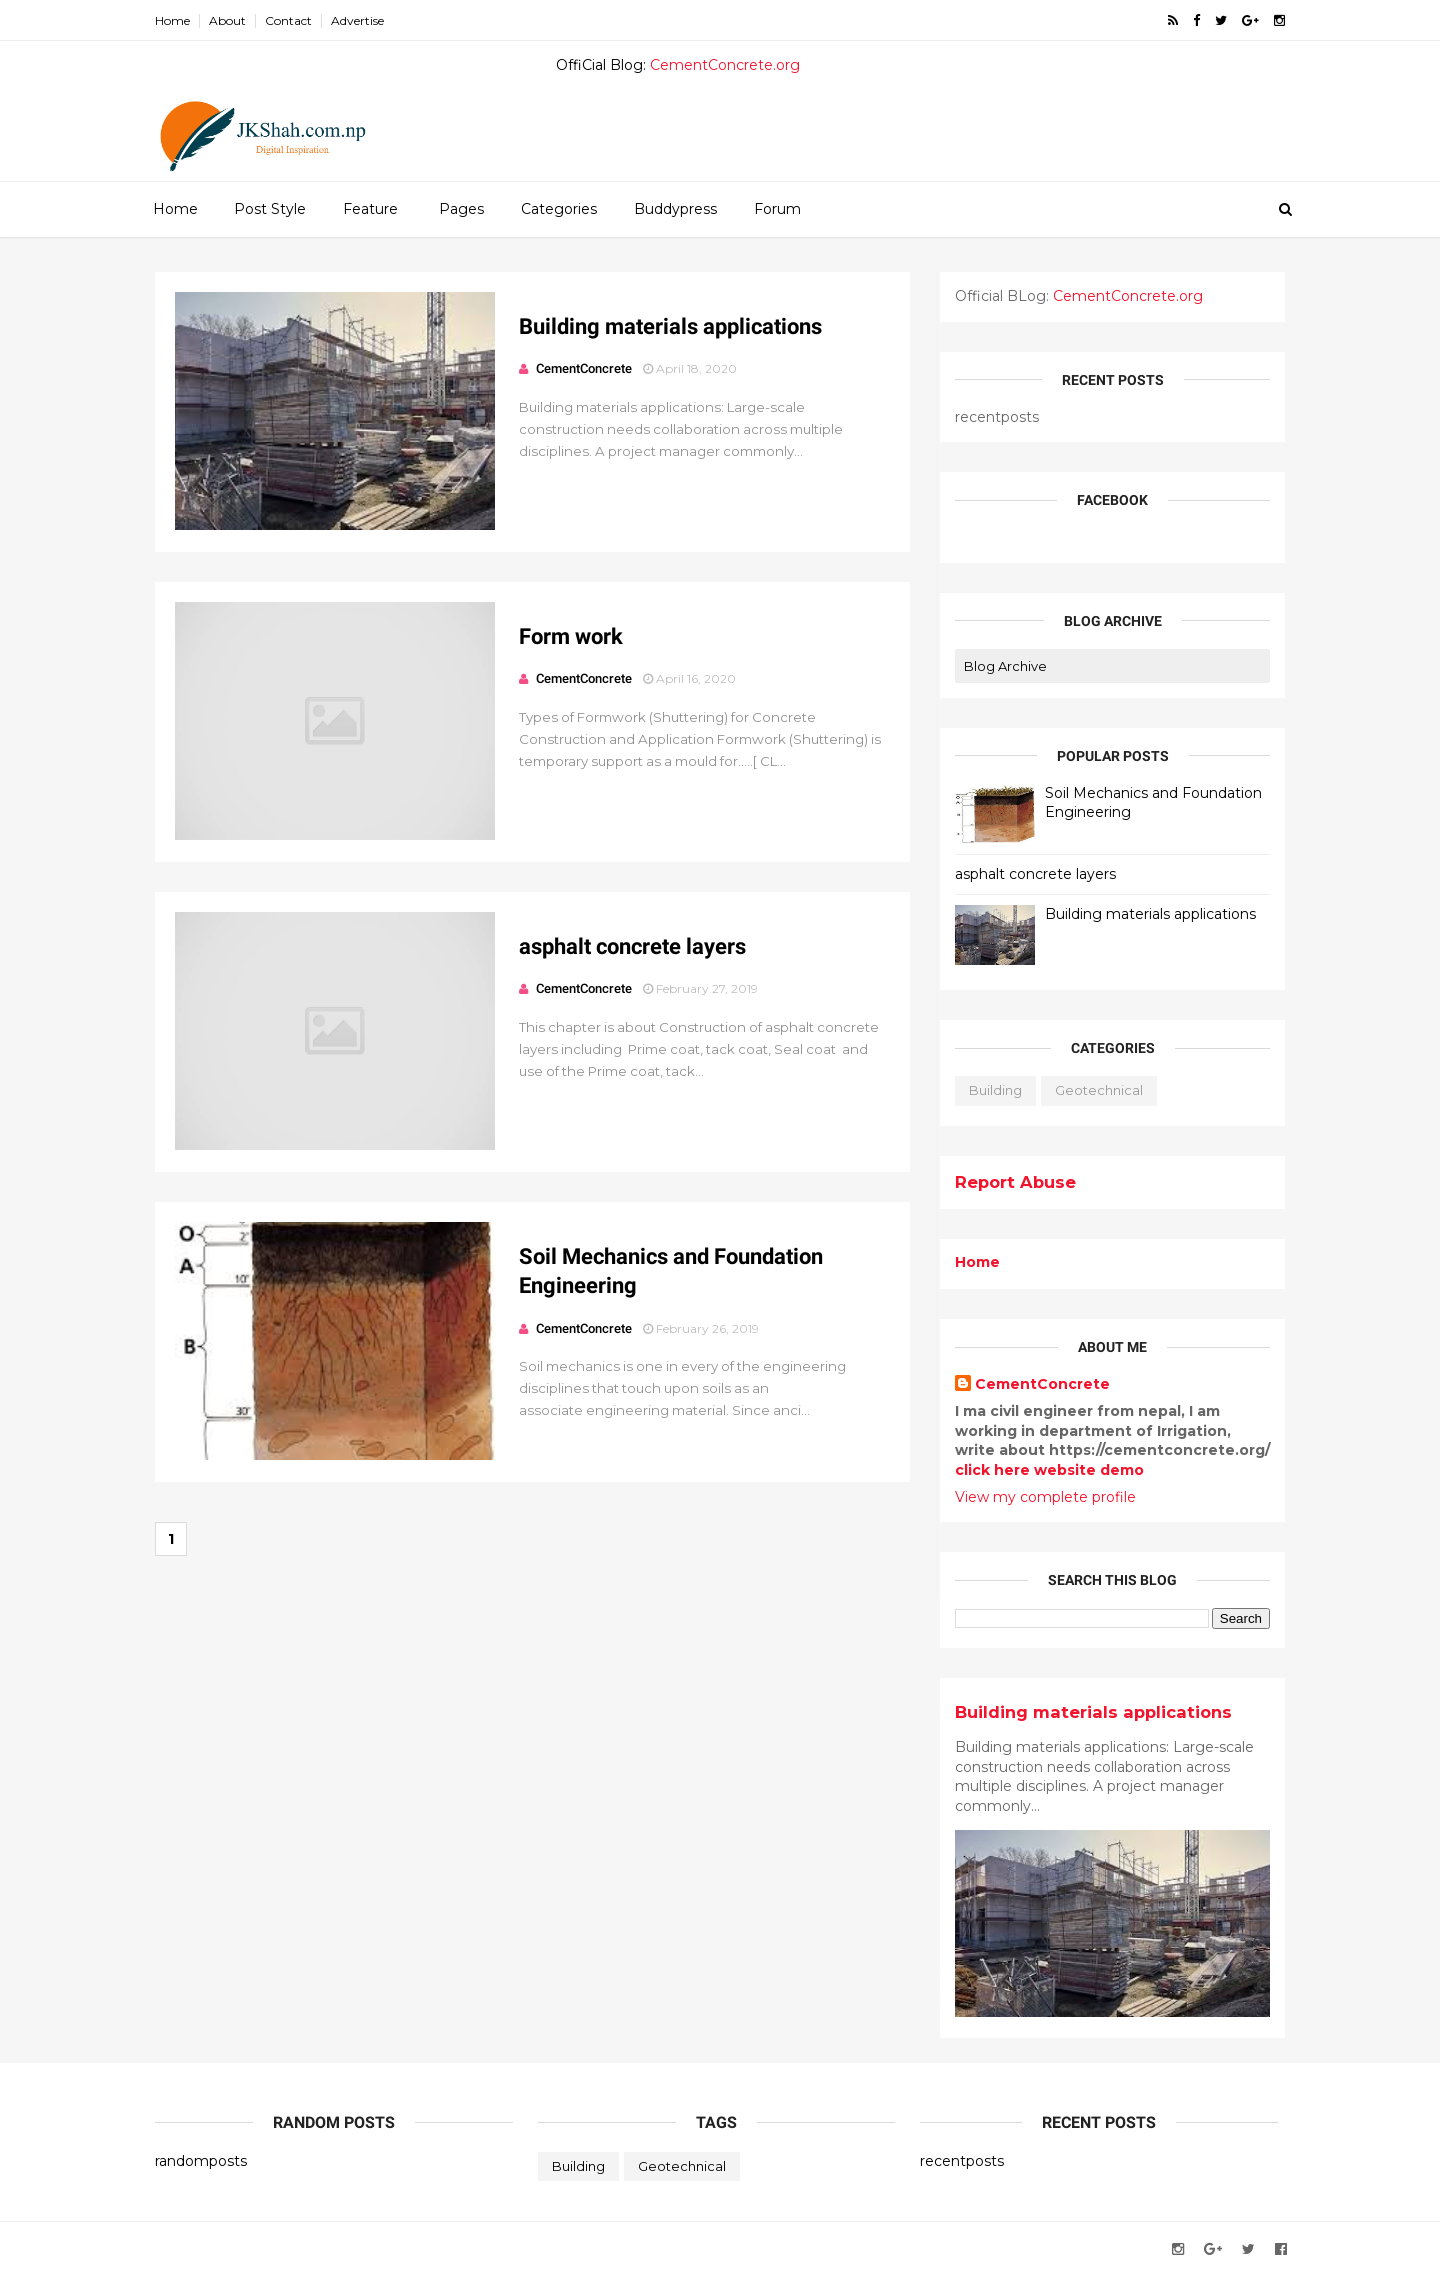 Home About Contact Advertise
OffiCial Blog: CementConcrete.org
JKShah.com.np
Digital Inspiration
Home Post Style Feature Pages Categories Buddypress Forum
Building materials applications
CementConcrete April 18, 2020
Building materials applications: Large-scale
construction needs collaboration across multiple
disciplines. A project manager commonly...
Form work
CementConcrete April 16, 2020
Types of Formwork (Shuttering) for Concrete
Construction and Application Formwork (Shuttering) is
temporary support as a mould for.....[ CL...
asphalt concrete layers
CementConcrete February 27, 2019
This chapter is about Construction of asphalt concrete
layers including Prime coat, tack coat, Seal coat and
use of the Prime coat, tack...
O
2"
A
10"
B
30"
Soil Mechanics and Foundation
Engineering
CementConcrete February 26, 2019
Soil mechanics is one in every of the engineering
disciplines that touch upon soils as an
associate engineering material. Since anci...
1
Official BLog: CementConcrete.org
RECENT POSTS
recentposts
FACEBOOK
BLOG ARCHIVE
Blog Archive
POPULAR POSTS
Soil Mechanics and Foundation
Engineering
asphalt concrete layers
Building materials applications
CATEGORIES
Building Geotechnical
Report Abuse
Home
ABOUT ME
CementConcrete
I ma civil engineer from nepal, I am
working in department of Irrigation,
write about https://cementconcrete.org/
click here website demo
View my complete profile
SEARCH THIS BLOG
Search
Building materials applications
Building materials applications: Large-scale
construction needs collaboration across
multiple disciplines. A project manager
commonly...
RANDOM POSTS
randomposts
TAGS
Building Geotechnical
RECENT POSTS
recentposts